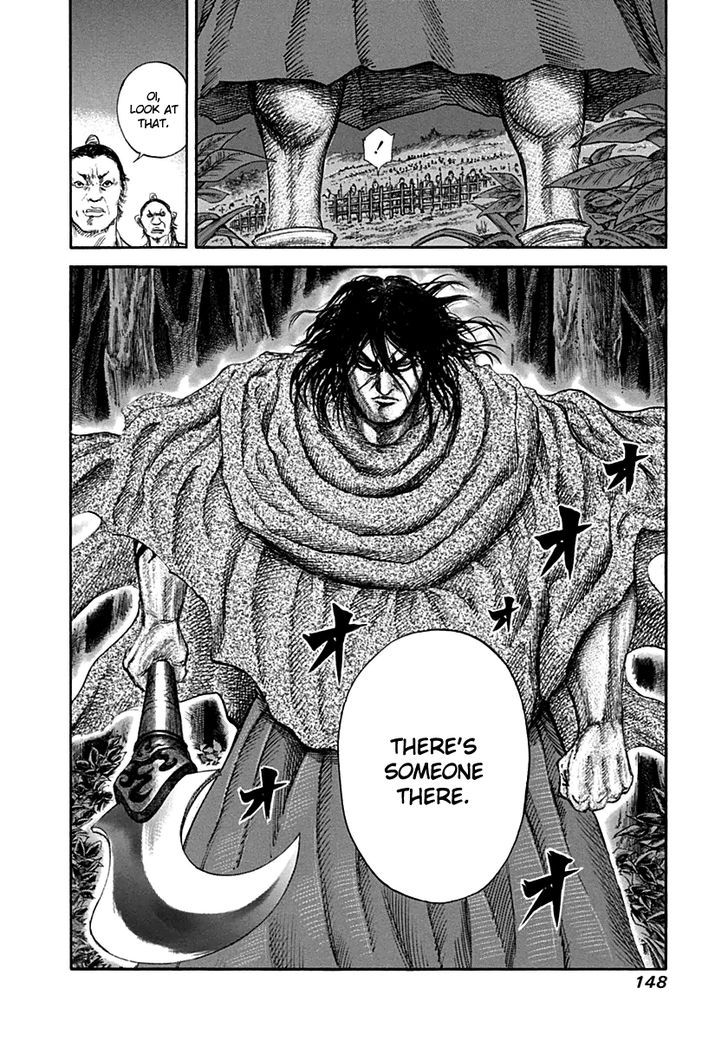 !
OI,
LOOK AT
THAT.
オ
オ
オ
オ
オ
オ
THERE'S
SOMEONE
THERE.
148